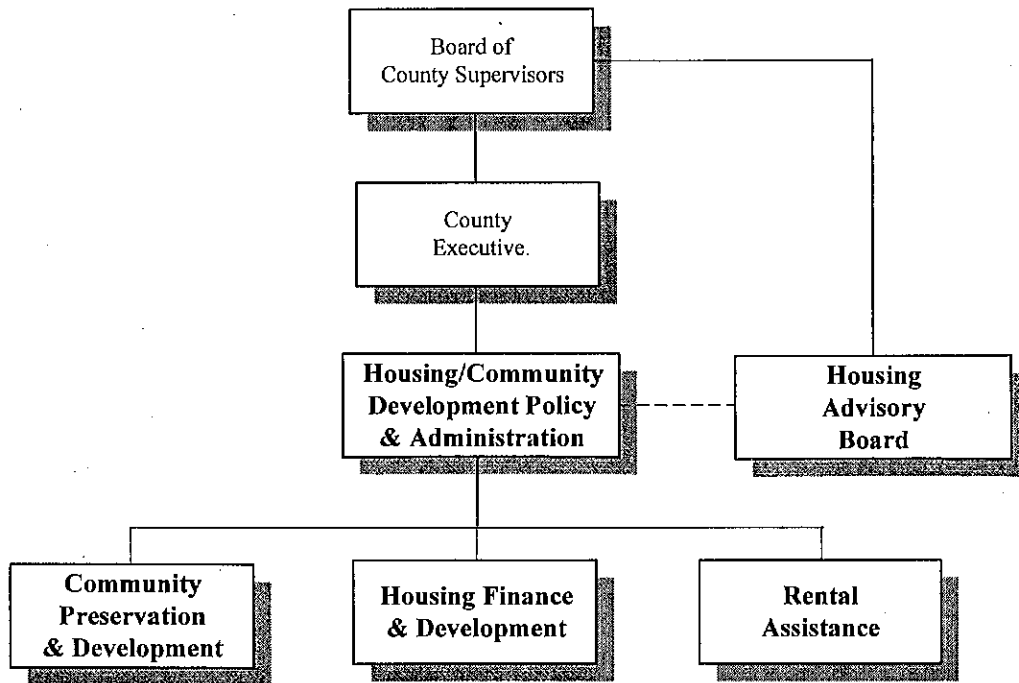 Board of
County Supervisors
County
Executive.
Housing/Community
Development Policy
& Administration
Housing
Advisory
Board
Community
Preservation
& Development
Housing Finance
& Development
Rental
Assistance